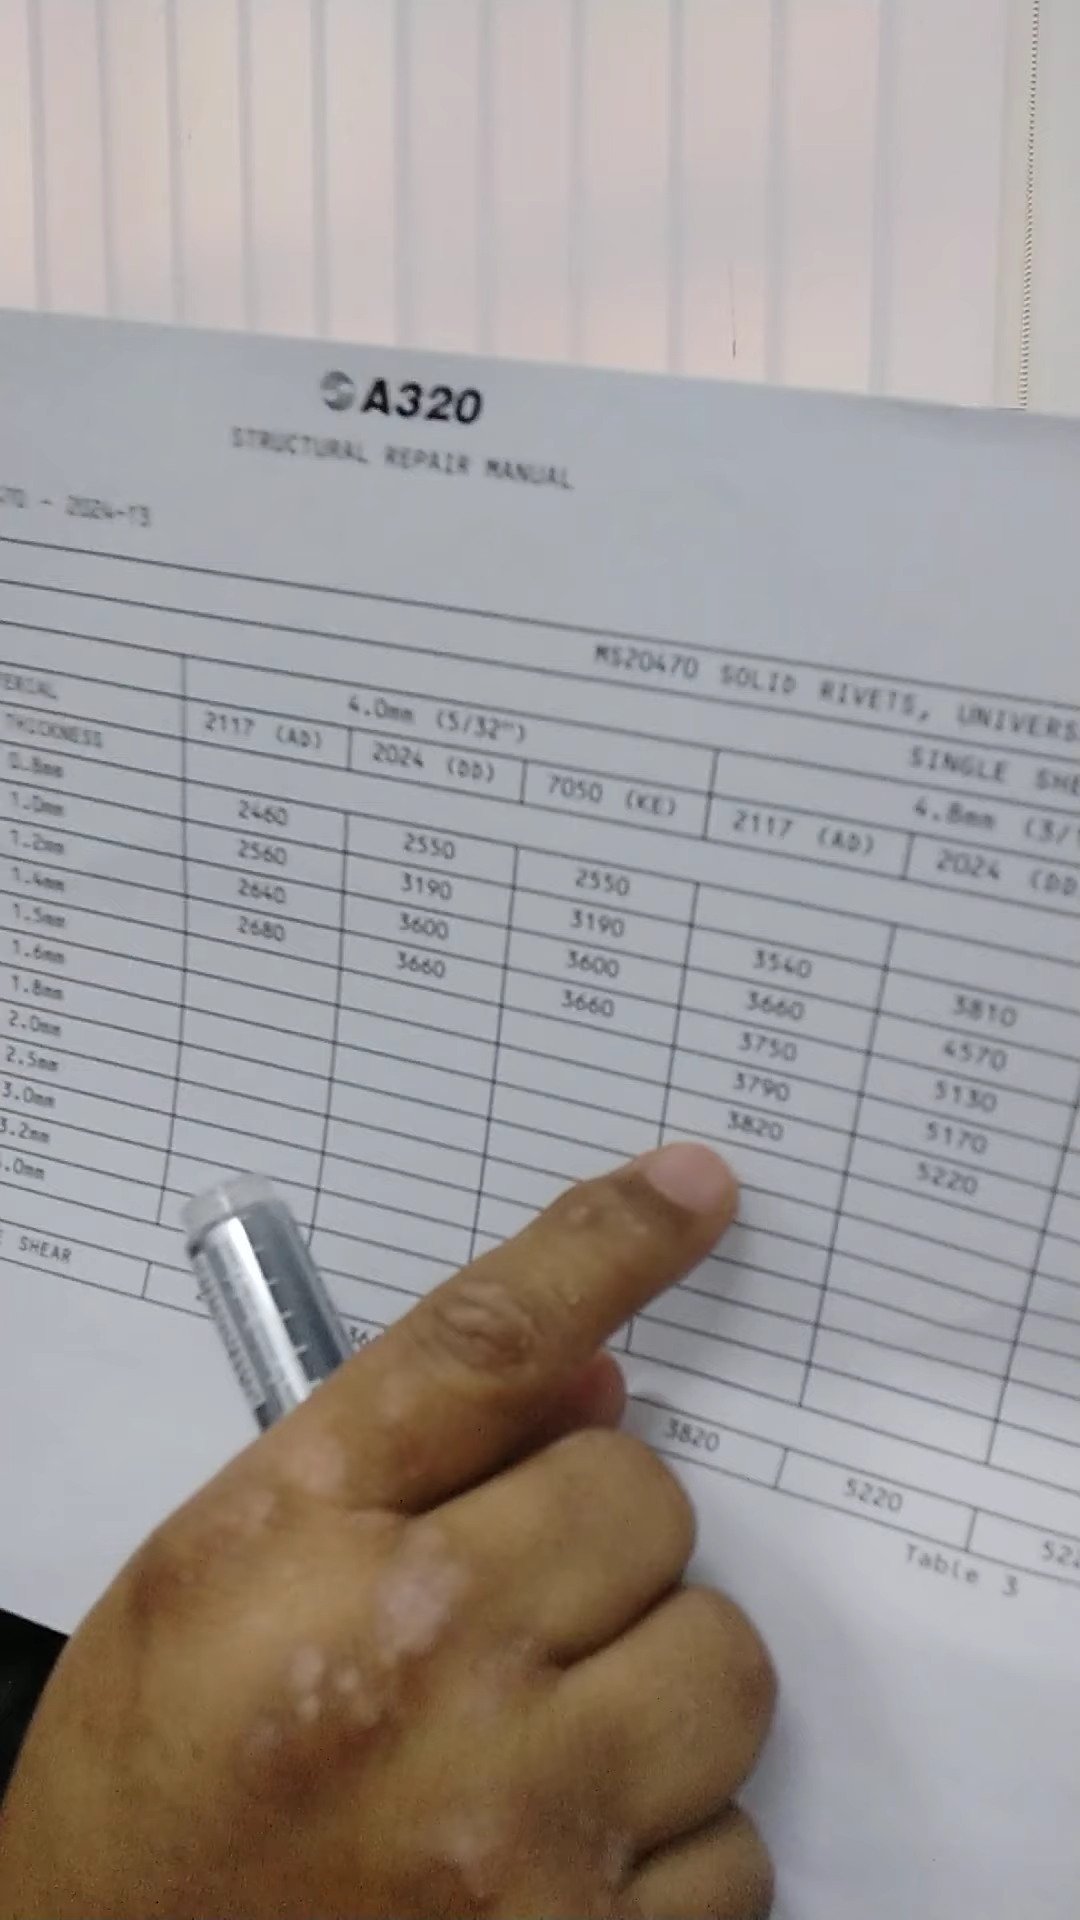 A320
STRUCTURAL REPAIR MANUAL
- 2024-T3
MS20470 SOLID RIVETS, UNIVERS
SINGLE SHE
4.0mm (5/32")
4.8mm (3/1
THICKNESS
2117 (AD)
2024 (DD)
7050 (KE)
2117 (AD)
2024 (DD
0.8mm
1.0mm 2460 2550 2550
1.2mm 2560 3190 3190 3540 3810
1.4mm 2640 3600 3600 3660 4570
1.5mm 2680 3660 3660 3750 5130
1.6mm 3790 5170
1.8mm 3820 5220
2.0mm
2.5mm
3.0mm
3.2mm
.0mm
SHEAR 3820 5220
Table 3